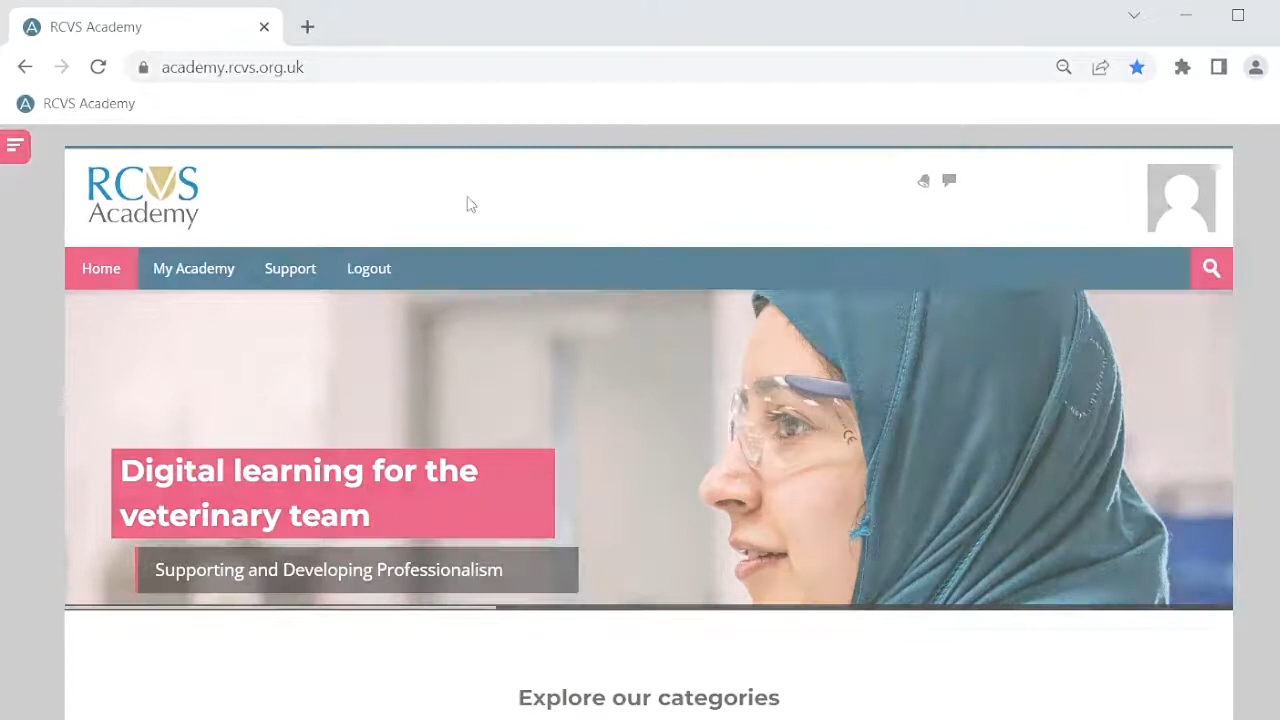 RCVS Academy
academy.rcvs.org.uk
RCVS Academy
RCVS
Academy
Home My Academy Support Logout
Digital learning for the
veterinary team
Supporting and Developing Professionalism
Explore our categories